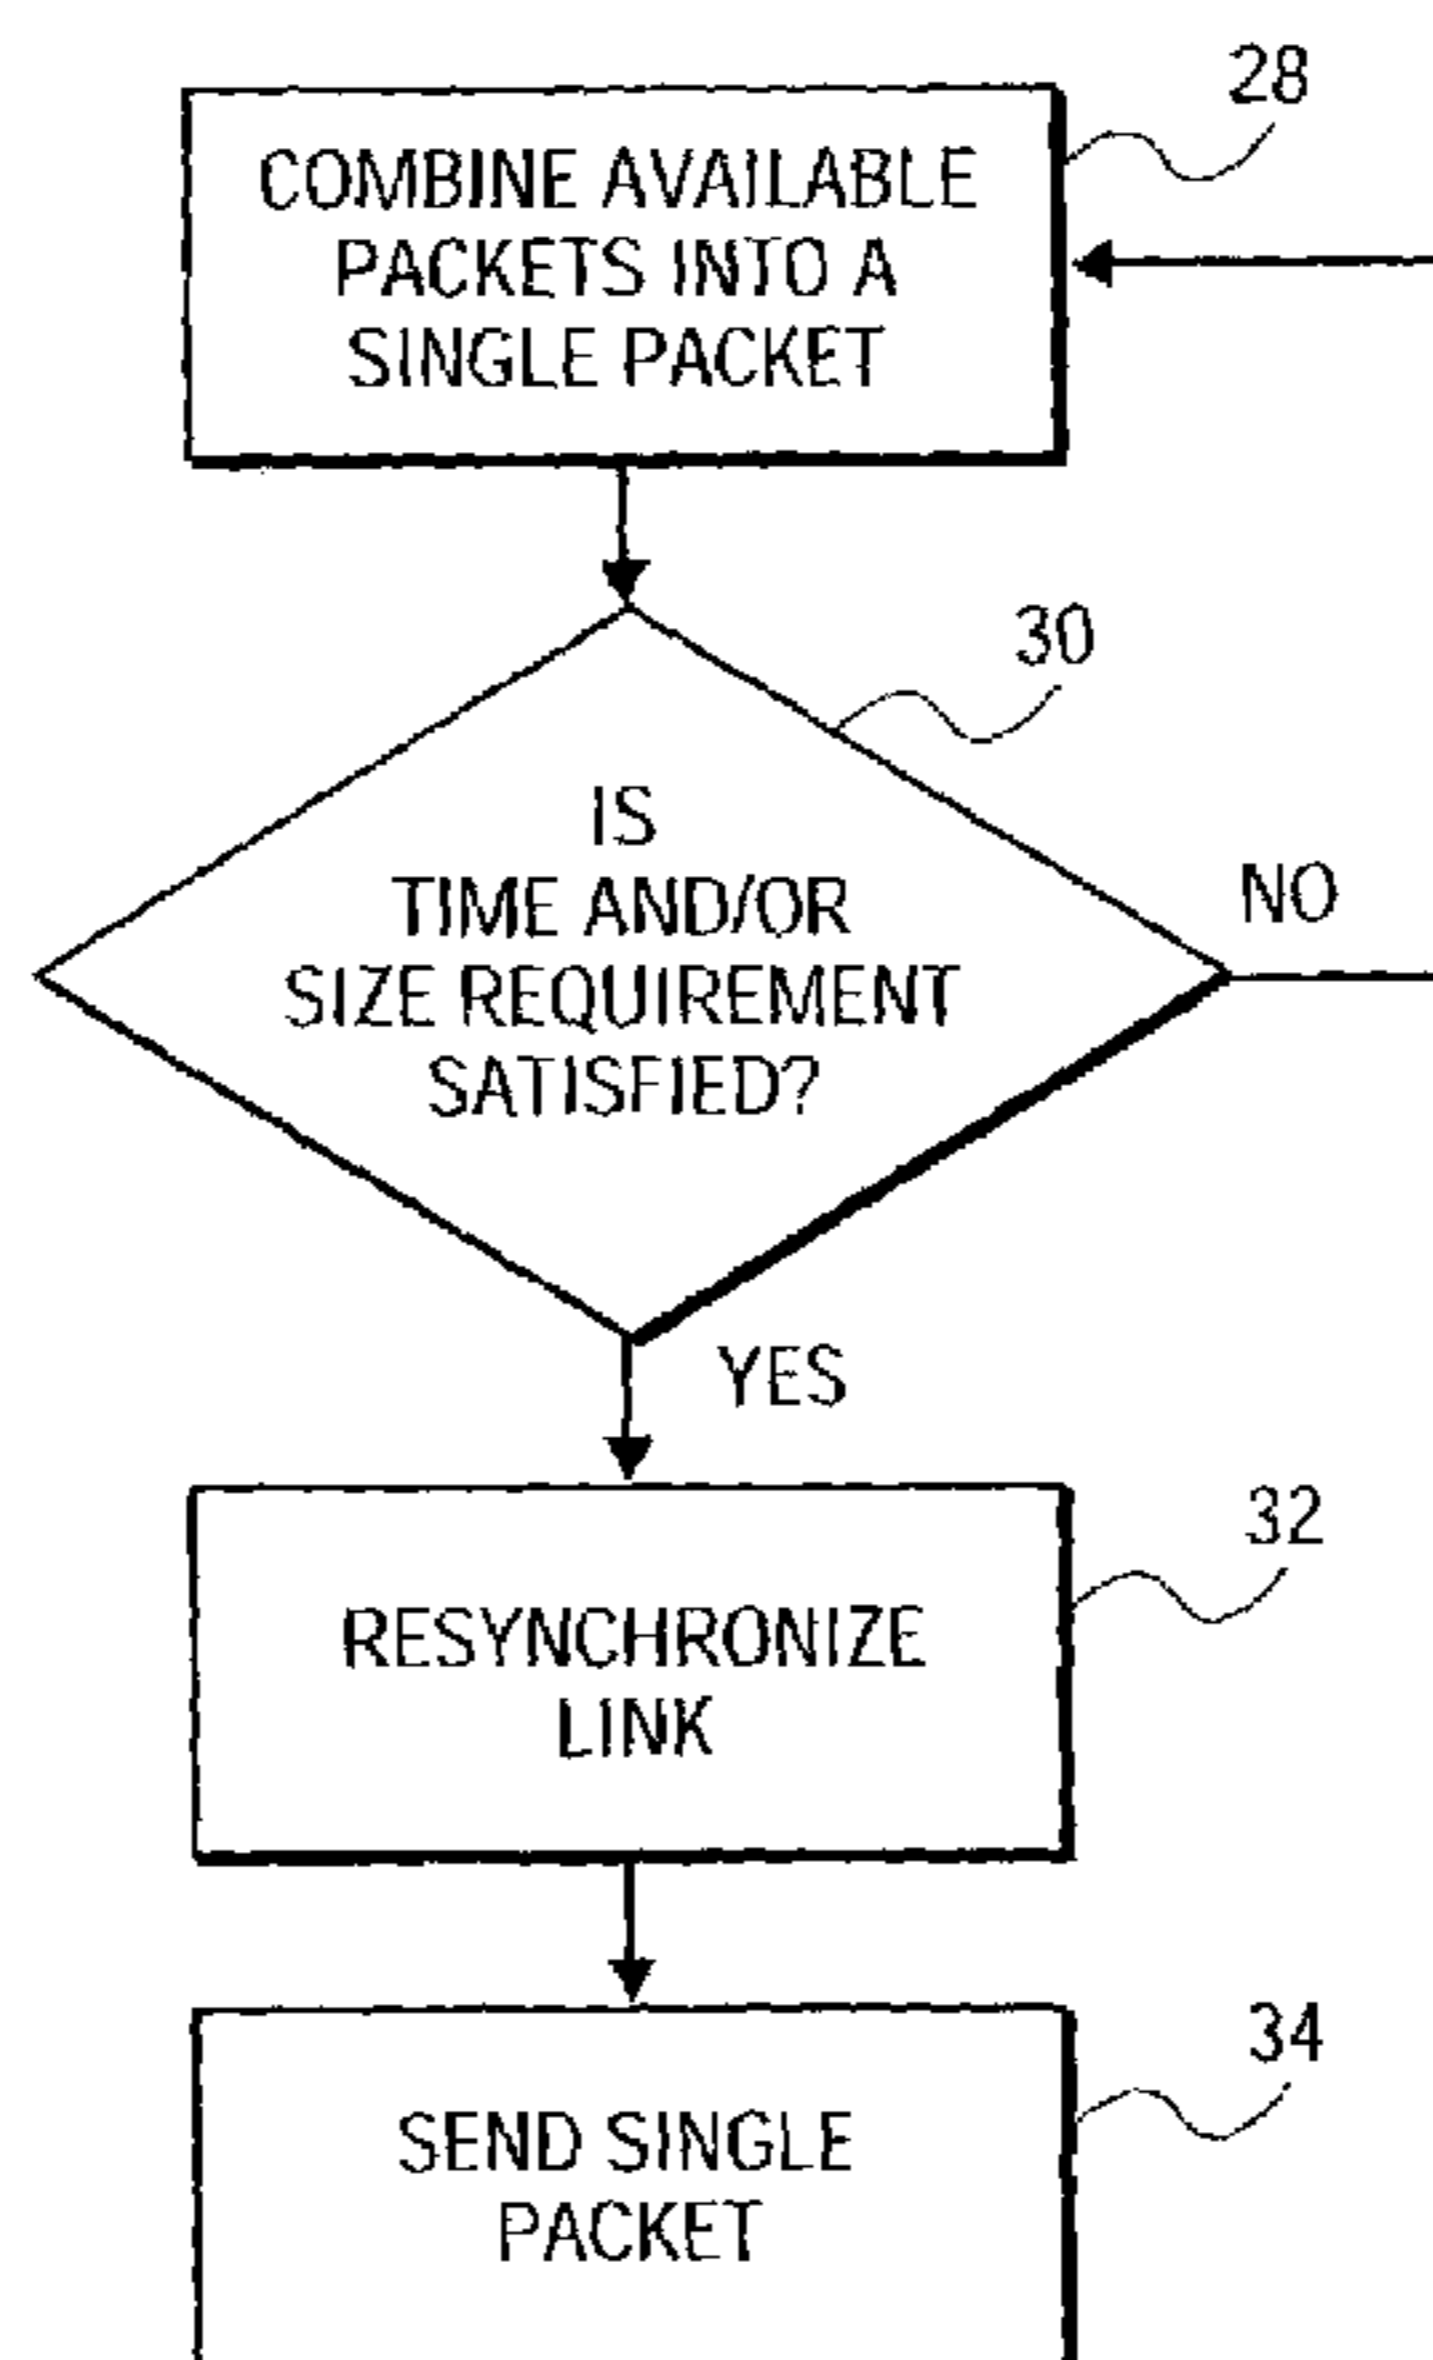 28
COMBINE AVAILABLE
PACKETS INTO A
SINGLE PACKET
30
IS
TIME AND/OR
SIZE REQUIREMENT
SATISFIED?
NO
YES
32
RESYNCHRONIZE
LINK
34
SEND SINGLE
PACKET